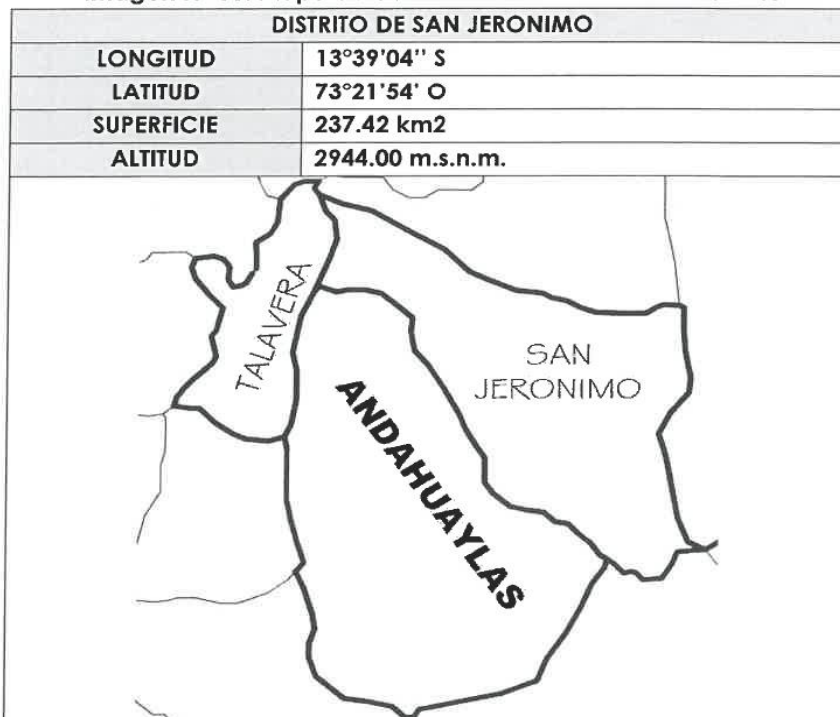 DISTRITO DE SAN JERONIMO
LONGITUD 13°39'04'' S
LATITUD 73°21'54' O
SUPERFICIE 237.42 km2
ALTITUD 2944.00 m.s.n.m.
TALAVERA
SAN
JERONIMO
ANDAHUAYLAS